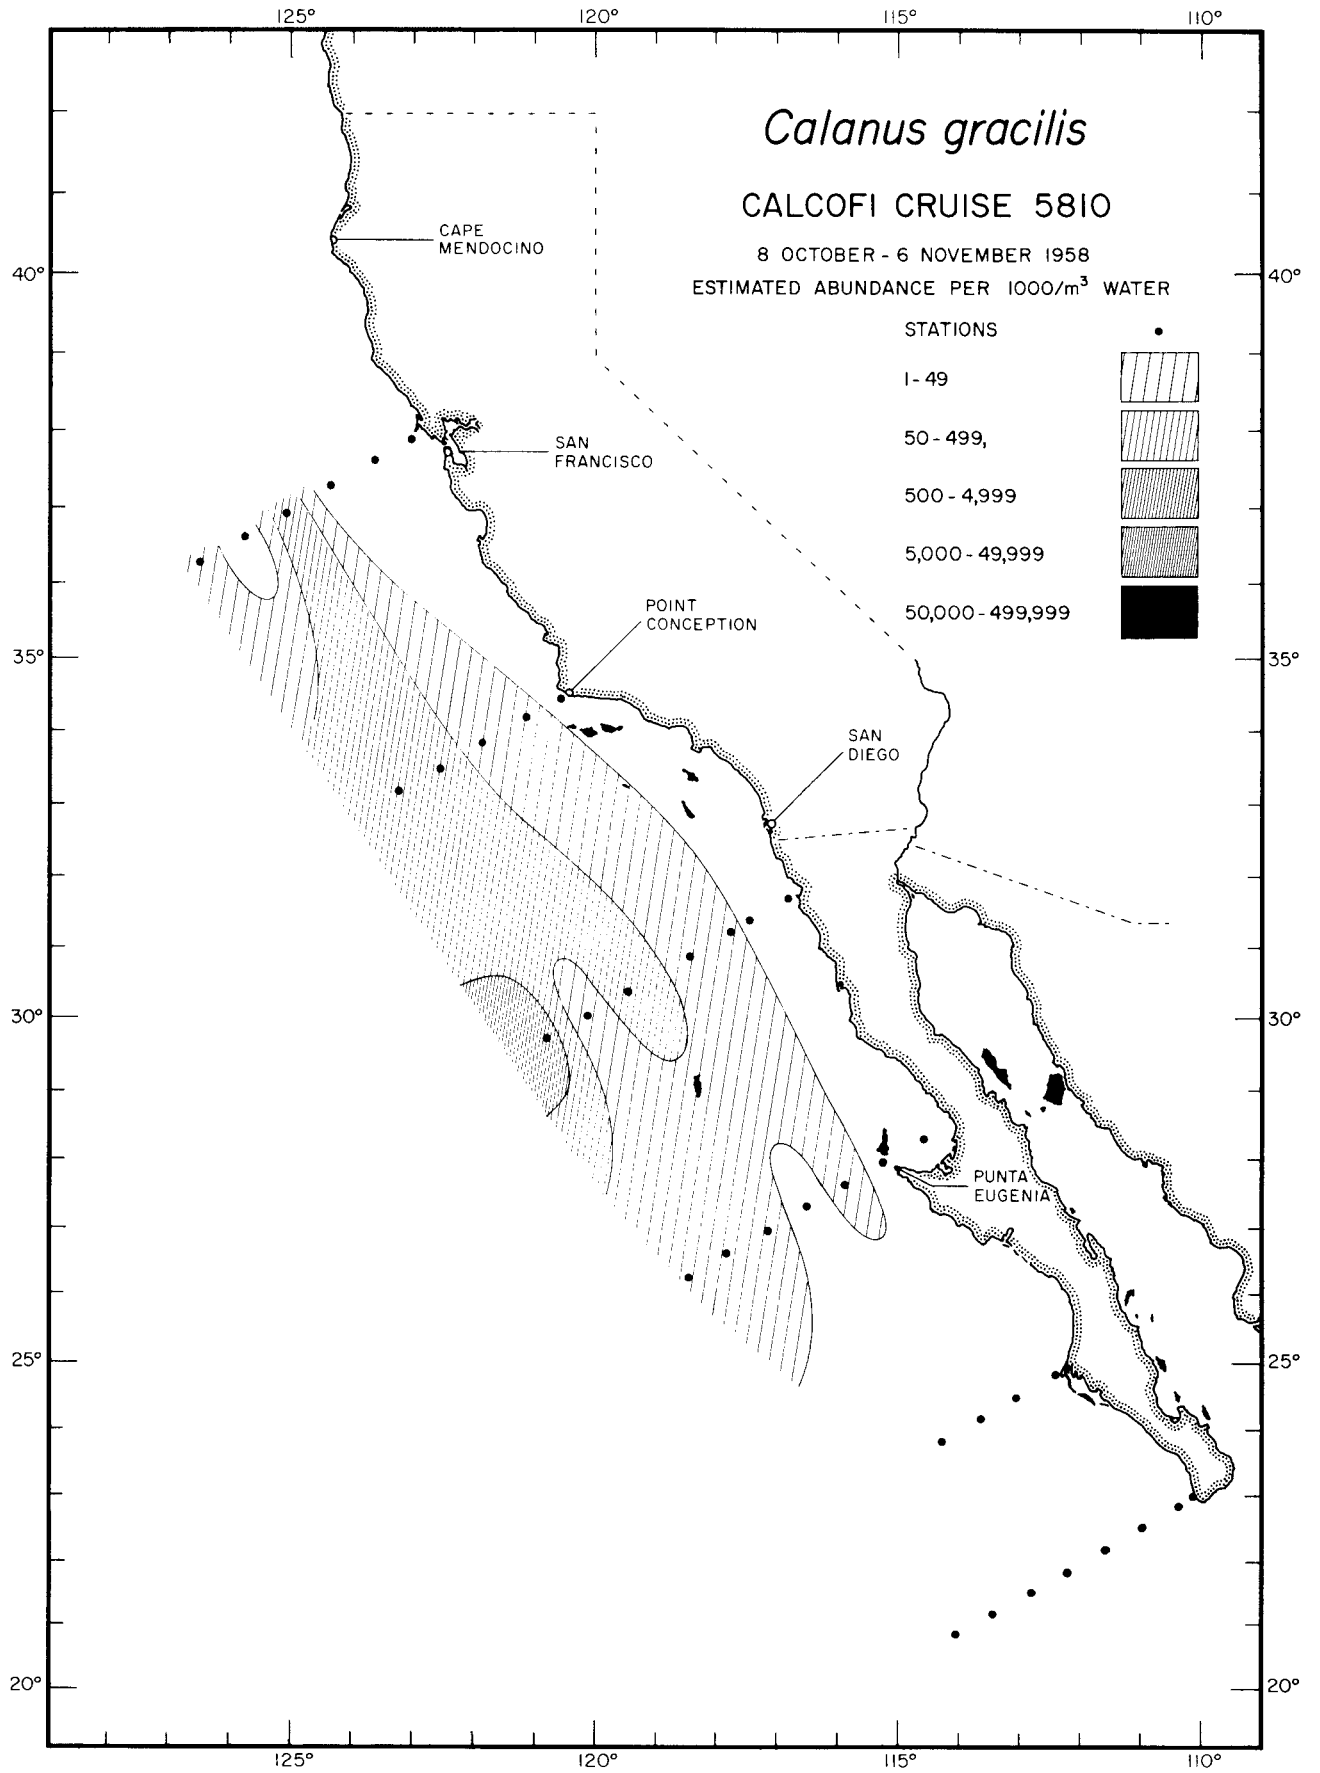 125° 120° 115° 110°
Calanus gracilis
CALCOFI CRUISE 5810
8 OCTOBER - 6 NOVEMBER 1958
ESTIMATED ABUNDANCE PER 1000/m³ WATER
STATIONS
1-49
50-499,
500-4,999
5,000-49,999
50,000-499,999
CAPE
MENDOCINO
40° 40°
SAN
FRANCISCO
POINT
CONCEPTION
35° 35°
SAN
DIEGO
30° 30°
PUNTA
EUGENIA
25° 25°
20° 20°
125° 120° 115° 110°